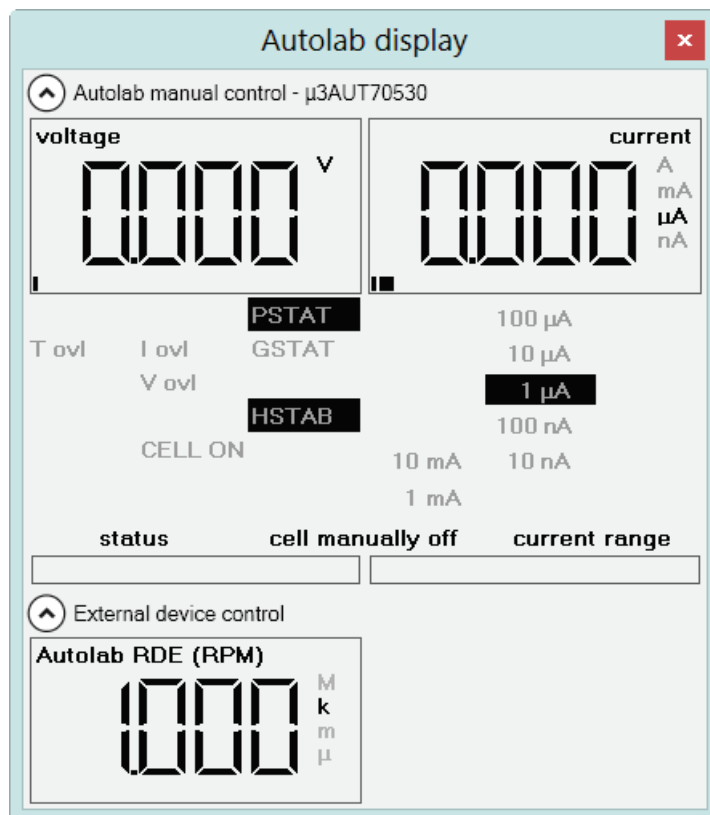 Autolab display
Autolab manual control - µ3AUT70530
voltage
0.000 V
current
0.000
A
mA
µA
nA
PSTAT 100 µA
T ovl I ovl GSTAT 10 µA
V ovl 1 µA
HSTAB 100 nA
CELL ON 10 mA 10 nA
1 mA
status cell manually off current range
External device control
Autolab RDE (RPM)
1.000
M
k
m
µ